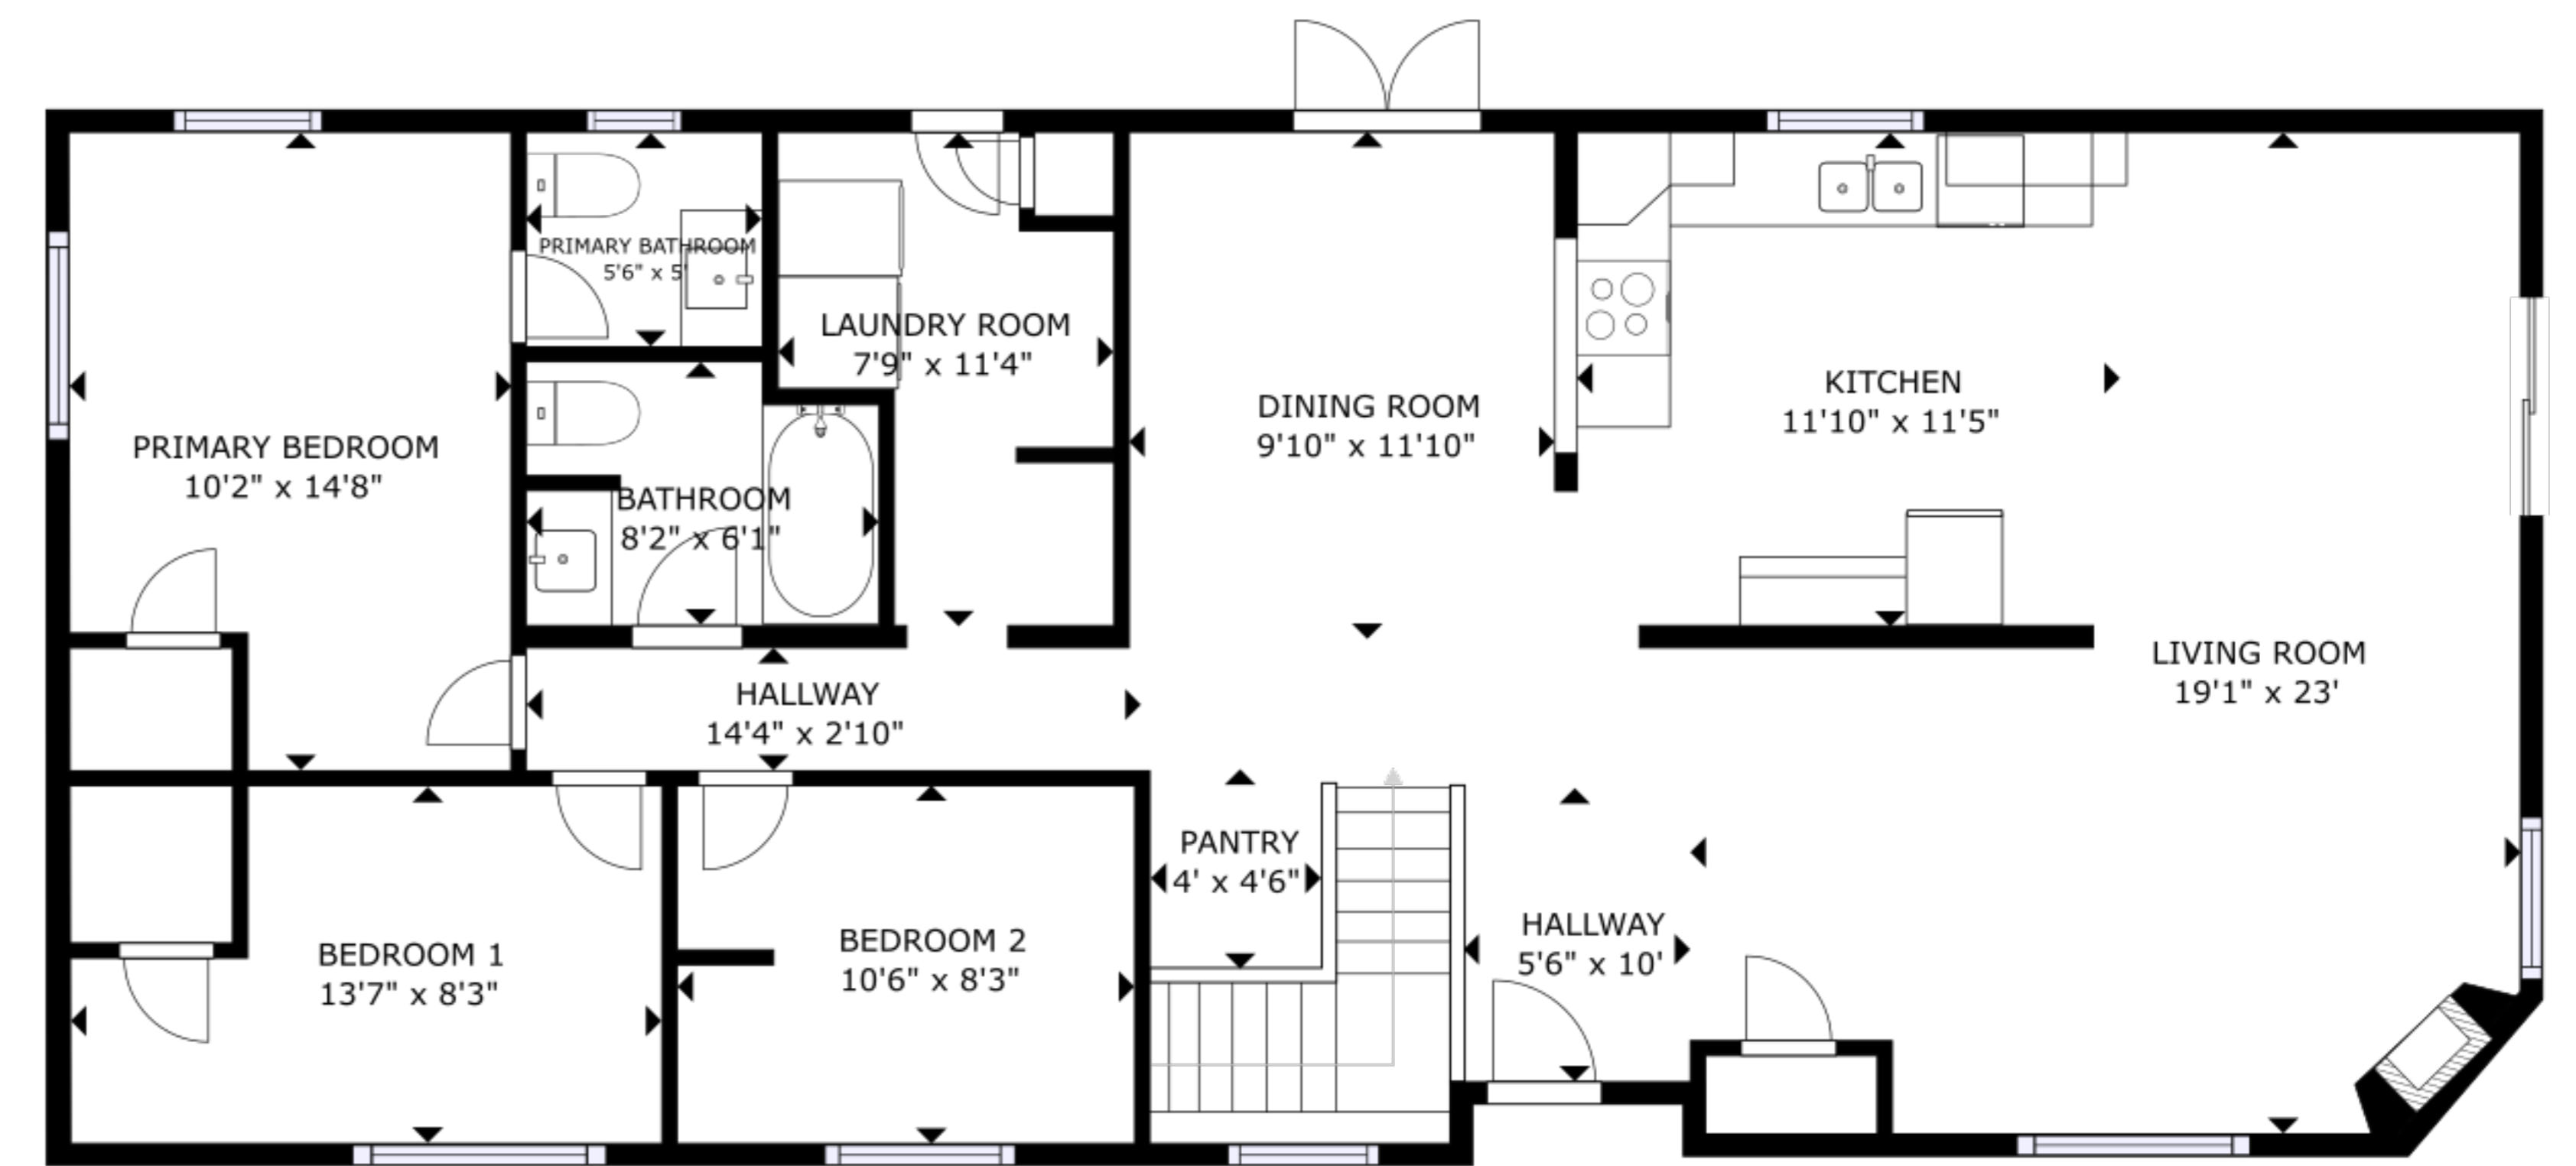 PRIMARY BATHROOM
5'6" x 5'
LAUNDRY ROOM
7'9" x 11'4"
DINING ROOM
9'10" x 11'10"
KITCHEN
11'10" x 11'5"
PRIMARY BEDROOM
10'2" x 14'8"
BATHROOM
8'2" x 6'1"
LIVING ROOM
19'1" x 23'
HALLWAY
14'4" x 2'10"
PANTRY
4' x 4'6"
HALLWAY
5'6" x 10'
BEDROOM 1
13'7" x 8'3"
BEDROOM 2
10'6" x 8'3"